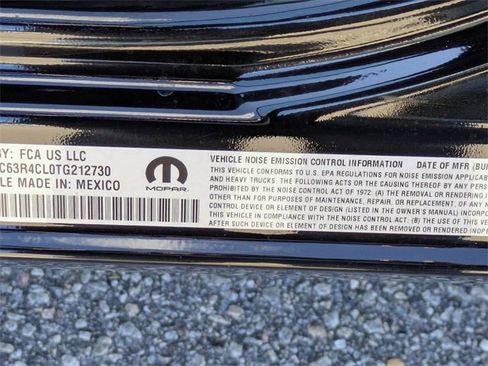 BY: FCA US LLC
C63R4CL0TG212730
LE MADE IN: MEXICO
MOPAR
VEHICLE NOISE EMISSION CONTROL INFORMATION DATE OF MFR (BU
THIS VEHICLE CONFORMS TO U.S. EPA REGULATIONS FOR NOISE EMISSION
AND HEAVY TRUCKS. THE FOLLOWING ACTS OR THE CAUSING THEREOF BY ANY PERSO
PROHIBITED BY THE NOISE CONTROL ACT OF 1972: (A) THE REMOVAL OR RENDERING
OTHER THAN FOR PURPOSES OF MAINTENANCE, REPAIR, OR REPLACEMENT, OF ANY N
CONTROL DEVICE OR ELEMENT OF DESIGN (LISTED IN THE OWNER'S MANUAL) INCORP
IN COMPLIANCE WITH THE NOISE CONTROL ACT: (B) THE USE OF THIS V
AFTER SUCH DEVICE OR ELEMENT OF DESIGN HAS BEEN REMOVED OR RENDERED INOP